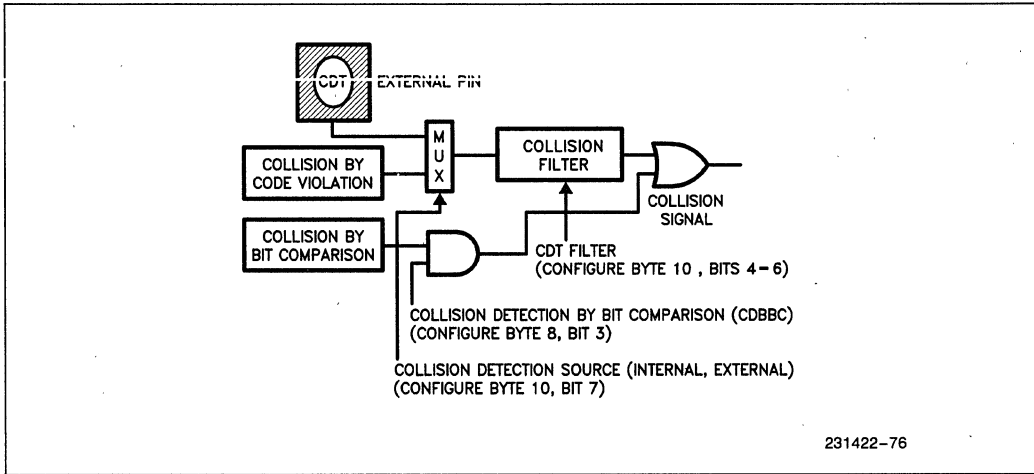 CDT EXTERNAL PIN
COLLISION BY
CODE VIOLATION
MUX
COLLISION
FILTER
COLLISION
SIGNAL
COLLISION BY
BIT COMPARISON
CDT FILTER
(CONFIGURE BYTE 10 , BITS 4-6)
COLLISION DETECTION BY BIT COMPARISON (CDBBC)
(CONFIGURE BYTE 8, BIT 3)
COLLISION DETECTION SOURCE (INTERNAL, EXTERNAL)
(CONFIGURE BYTE 10, BIT 7)
231422-76